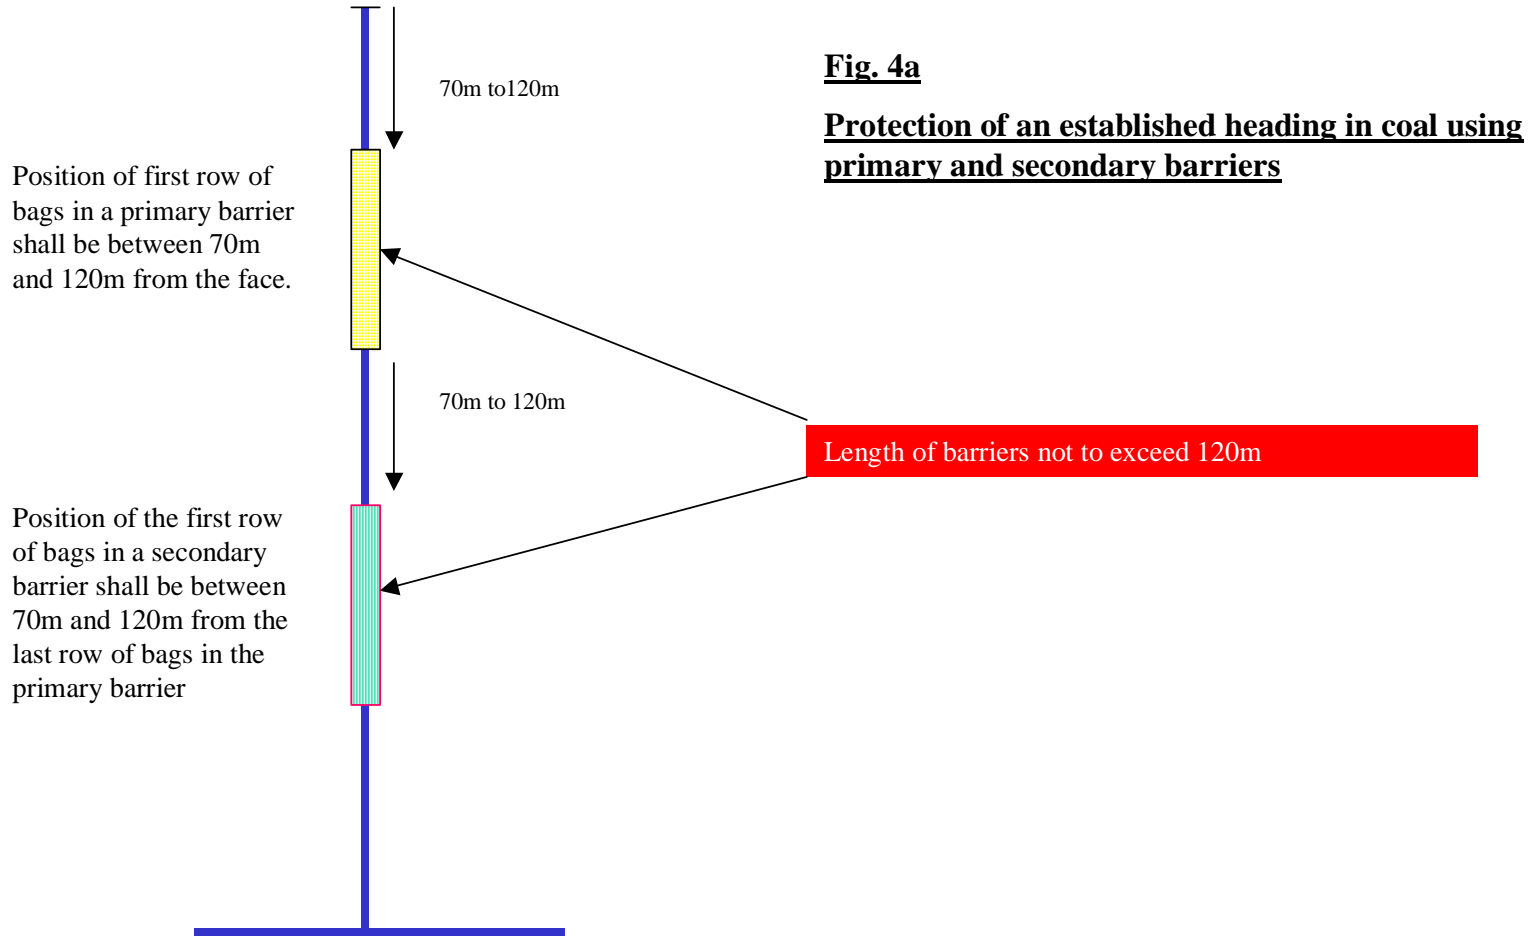 Fig. 4a
Protection of an established heading in coal using
primary and secondary barriers
70m to120m
Position of first row of
bags in a primary barrier
shall be between 70m
and 120m from the face.
70m to 120m
Length of barriers not to exceed 120m
Position of the first row
of bags in a secondary
barrier shall be between
70m and 120m from the
last row of bags in the
primary barrier